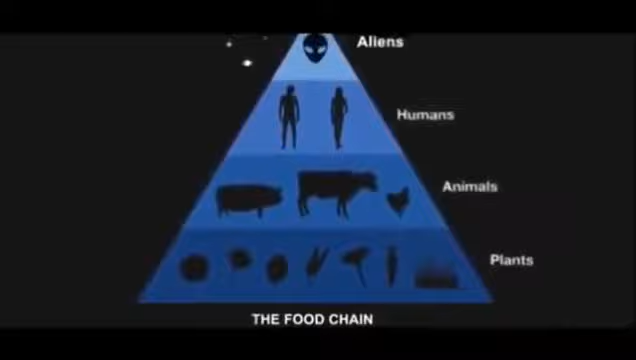 Aliens
Humans
Animals
Plants
THE FOOD CHAIN